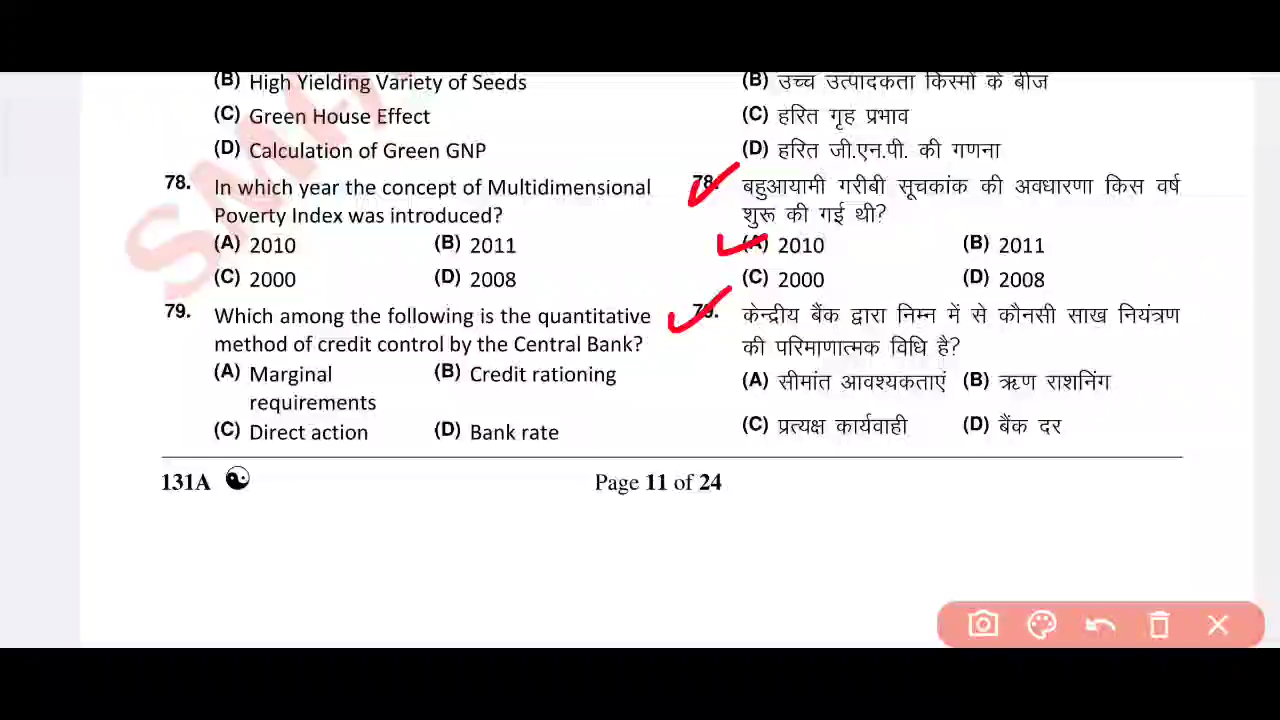 (B) High Yielding Variety of Seeds
(C) Green House Effect
(D) Calculation of Green GNP
78. In which year the concept of Multidimensional
Poverty Index was introduced?
(A) 2010 (B) 2011
(C) 2000 (D) 2008
79. Which among the following is the quantitative
method of credit control by the Central Bank?
(A) Marginal (B) Credit rationing
requirements
(C) Direct action (D) Bank rate
(B) उच्च उत्पादकता किस्मों के बीज
(C) हरित गृह प्रभाव
(D) हरित जी.एन.पी. की गणना
78. बहुआयामी गरीबी सूचकांक की अवधारणा किस वर्ष
शुरू की गई थी?
(A) 2010 (B) 2011
(C) 2000 (D) 2008
79. केन्द्रीय बैंक द्वारा निम्न में से कौनसी साख नियंत्रण
की परिमाणात्मक विधि है?
(A) सीमांत आवश्यकताएं (B) ऋण राशनिंग
(C) प्रत्यक्ष कार्यवाही (D) बैंक दर
131A Page 11 of 24